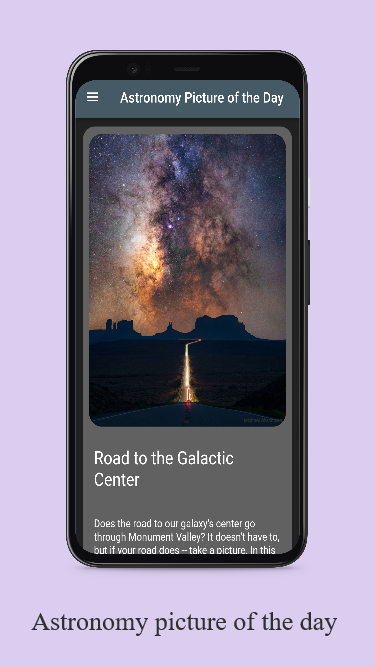 Astronomy Picture of the Day
Road to the Galactic
Center
Does the road to our galaxy's center go
through Monument Valley? It doesn't have to,
but if your road does -- take a picture. In this
Astronomy picture of the day